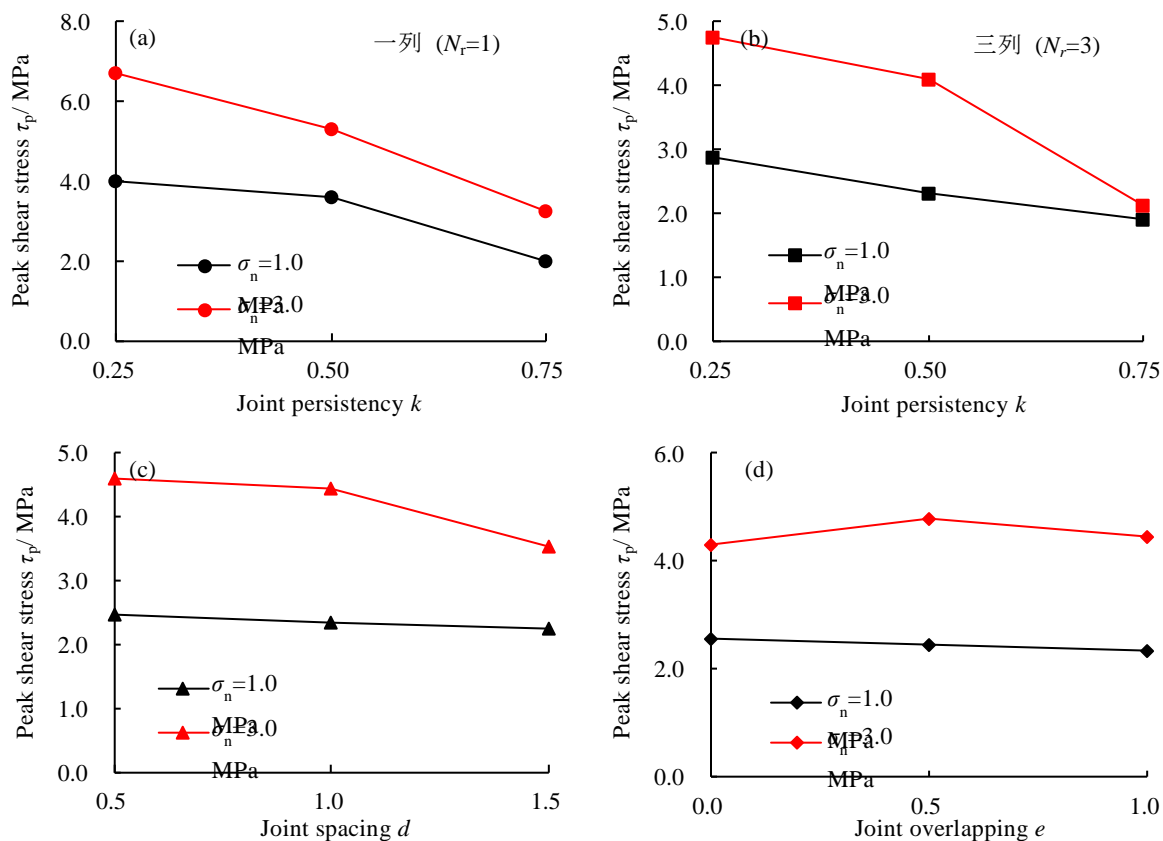 (a)
一列 (Nr=1)
Peak shear stress τp/ MPa
8.0
6.0
4.0
2.0
0.0
σn=1.0
MPa
σn=3.0
MPa
0.25
0.50
0.75
Joint persistency k
(b)
三列 (Nr=3)
Peak shear stress τp/ MPa
5.0
4.0
3.0
2.0
1.0
0.0
σn=1.0
MPa
σn=3.0
MPa
0.25
0.50
0.75
Joint persistency k
(c)
Peak shear stress τp/ MPa
5.0
4.0
3.0
2.0
1.0
0.0
σn=1.0
MPa
σn=3.0
MPa
0.5
1.0
1.5
Joint spacing d
(d)
Peak shear stress τp/ MPa
6.0
4.0
2.0
0.0
σn=1.0
MPa
σn=3.0
MPa
0.0
0.5
1.0
Joint overlapping e